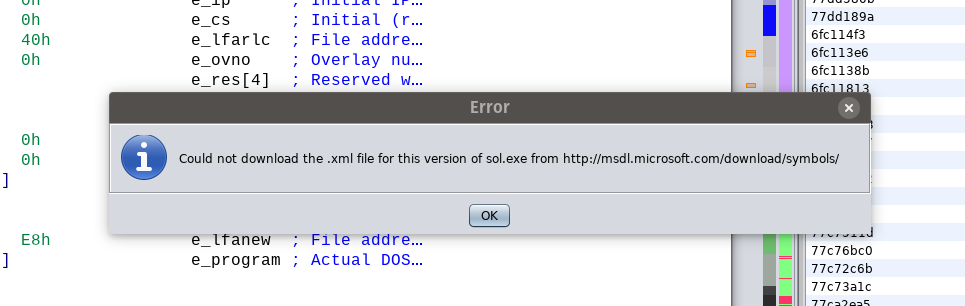 0h e_ip ; Initial IP…
0h e_cs ; Initial (r…
40h e_lfarlc ; File addre…
0h e_ovno ; Overlay nu…
e_res[4] ; Reserved w…
77dd189a
6fc114f3
6fc113e6
6fc1138b
6fc11813
Error
0h
0h
]
Could not download the .xml file for this version of sol.exe from http://msdl.microsoft.com/download/symbols/
OK
E8h e_lfanew ; File addre…
] e_program ; Actual DOS…
77c76bc0
77c72c6b
77c73a1c
77ca2ea5